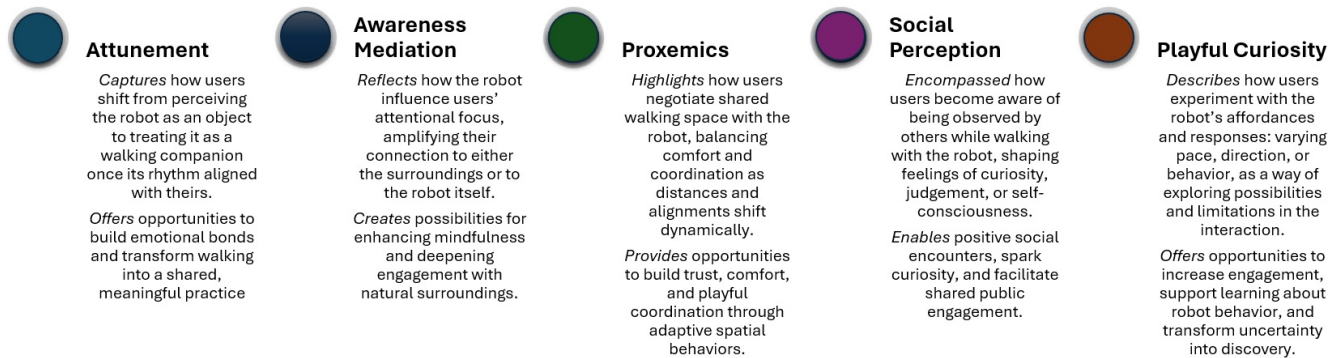 Attunement
Captures how users
shift from perceiving
the robot as an object
to treating it as a
walking companion
once its rhythm aligned
with theirs.
Offers opportunities to
build emotional bonds
and transform walking
into a shared,
meaningful practice
Awareness
Mediation
Reflects how the robot
influence users’
attentional focus,
amplifying their
connection to either
the surroundings or to
the robot itself.
Creates possibilities for
enhancing mindfulness
and deepening
engagement with
natural surroundings.
Proxemics
Highlights how users
negotiate shared
walking space with the
robot, balancing
comfort and
coordination as
distances and
alignments shift
dynamically.
Provides opportunities
to build trust, comfort,
and playful
coordination through
adaptive spatial
behaviors.
Social
Perception
Encompassed how
users become aware of
being observed by
others while walking
with the robot, shaping
feelings of curiosity,
judgement, or self-
consciousness.
Enables positive social
encounters, spark
curiosity, and facilitate
shared public
engagement.
Playful Curiosity
Describes how users
experiment with the
robot’s affordances
and responses: varying
pace, direction, or
behavior, as a way of
exploring possibilities
and limitations in the
interaction.
Offers opportunities to
increase engagement,
support learning about
robot behavior, and
transform uncertainty
into discovery.